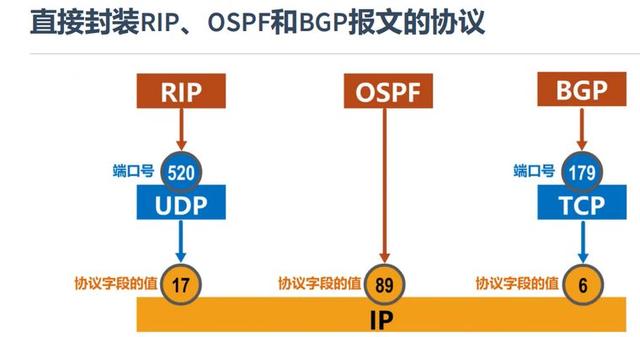 直接封装RIP、OSPF和BGP报文的协议
RIP OSPF BGP
端口号 520 端口号 179
UDP TCP
协议字段的值 17 协议字段的值 89 协议字段的值 6
IP